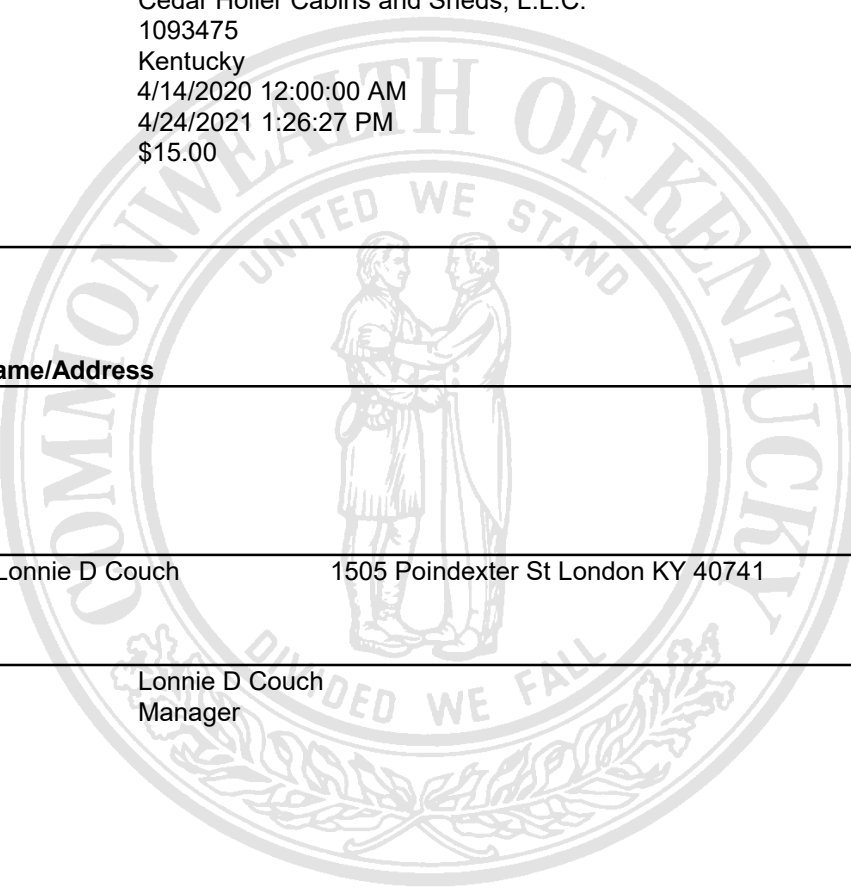 Cedar Holler Cabins and Sheds, L.L.C.
1093475
Kentucky
4/14/2020 12:00:00 AM
4/24/2021 1:26:27 PM
$15.00
COMMONWEALTH OF KENTUCKY
UNITED WE STAND
ame/Address
Lonnie D Couch 1505 Poindexter St London KY 40741
DIVIDED WE FALL
Lonnie D Couch
Manager